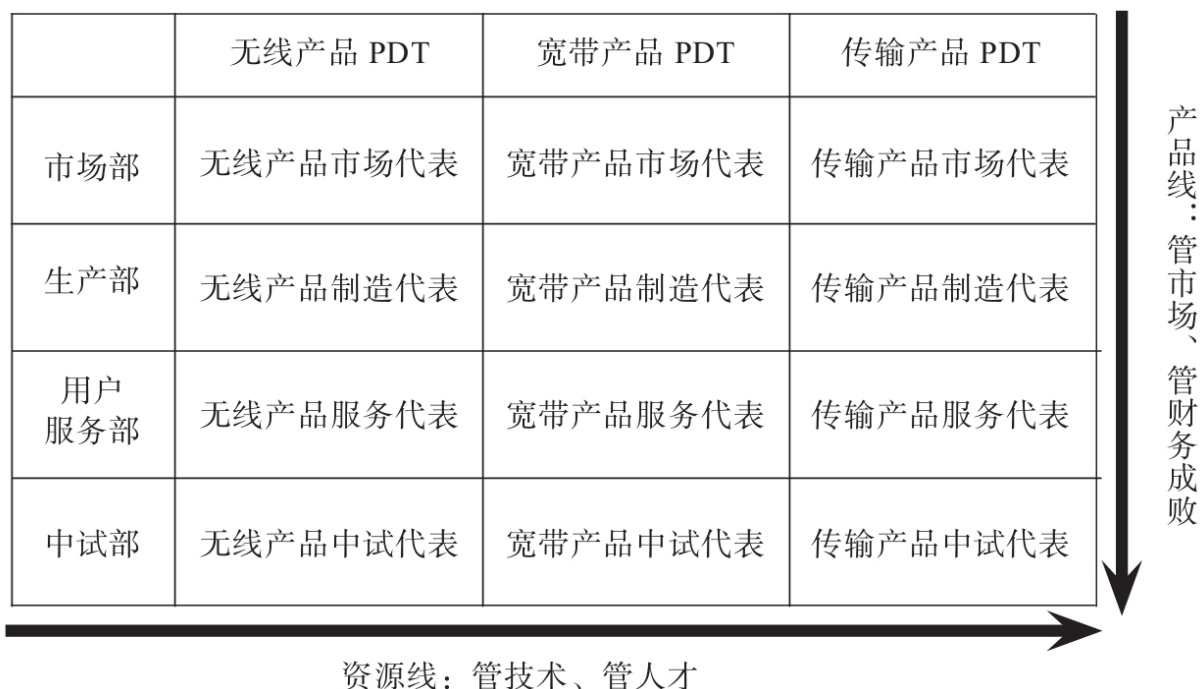 无线产品 PDT 宽带产品 PDT 传输产品 PDT
市场部 无线产品市场代表 宽带产品市场代表 传输产品市场代表
生产部 无线产品制造代表 宽带产品制造代表 传输产品制造代表
用户
服务部 无线产品服务代表 宽带产品服务代表 传输产品服务代表
中试部 无线产品中试代表 宽带产品中试代表 传输产品中试代表
产品线：管市场、管财务成败
资源线：管技术、管人才